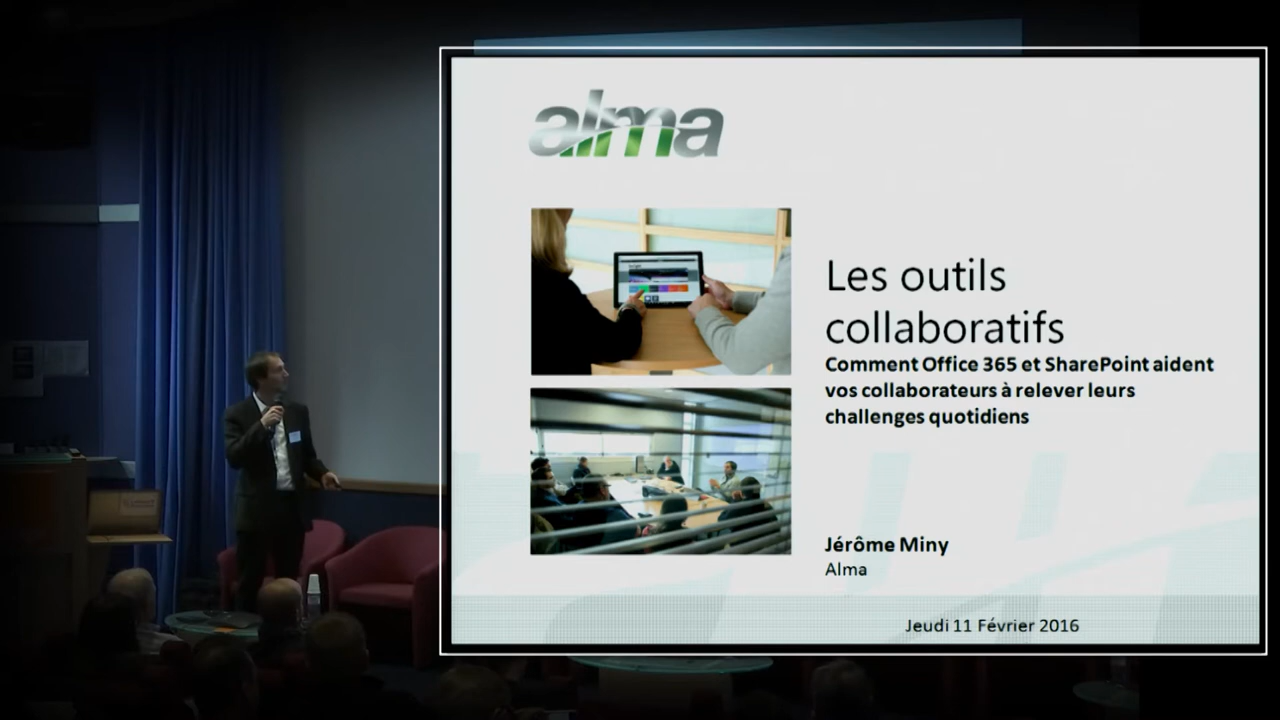 alma
Les outils
collaboratifs
Comment Office 365 et SharePoint aident
vos collaborateurs à relever leurs
challenges quotidiens
Jérôme Miny
Alma
Jeudi 11 Février 2016